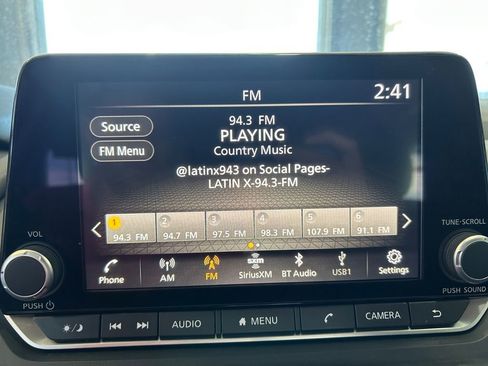 FM
2:41
94.3 FM
Source
PLAYING
FM Menu
Country Music
@latinx943 on Social Pages-
LATIN X-94.3-FM
1 2 3 4 5 6
94.3 FM 94.7 FM 97.5 FM 98.3 FM 107.9 FM 91.1 FM
Phone AM FM sxm SiriusXM BT Audio USB1 Settings
VOL
TUNE·SCROLL
PUSH
PUSH SOUND
AUDIO MENU CAMERA